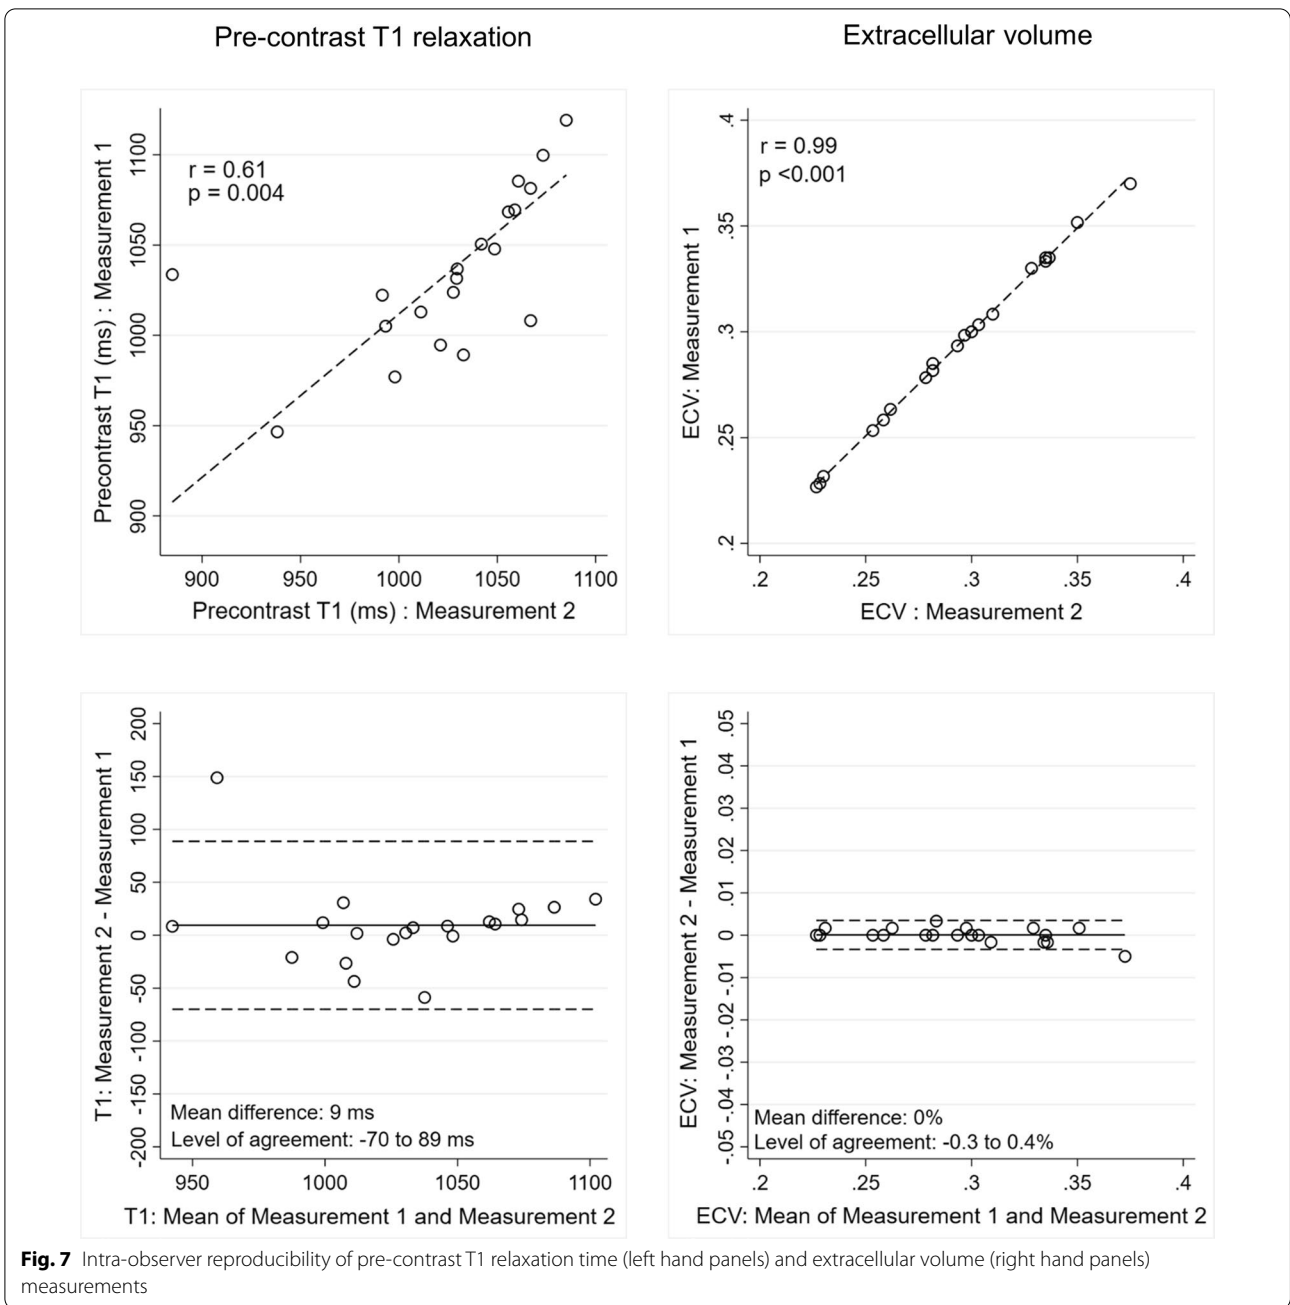 Pre-contrast T1 relaxation
Extracellular volume
r = 0.61
p = 0.004
Precontrast T1 (ms) : Measurement 1
1100
1050
1000
950
900
900 950 1000 1050 1100
Precontrast T1 (ms) : Measurement 2
r = 0.99
p <0.001
ECV: Measurement 1
.4
.35
.3
.25
.2
.2 .25 .3 .35 .4
ECV : Measurement 2
T1: Measurement 2 - Measurement 1
200
150
100
50
0
-50
-100
-150
-200
Mean difference: 9 ms
Level of agreement: -70 to 89 ms
950 1000 1050 1100
T1: Mean of Measurement 1 and Measurement 2
ECV: Measurement 2 - Measurement 1
.05
.04
.03
.02
.01
0
-.01
-.02
-.03
-.04
-.05
Mean difference: 0%
Level of agreement: -0.3 to 0.4%
.2 .25 .3 .35 .4
ECV: Mean of Measurement 1 and Measurement 2
Fig. 7 Intra-observer reproducibility of pre-contrast T1 relaxation time (left hand panels) and extracellular volume (right hand panels)
measurements